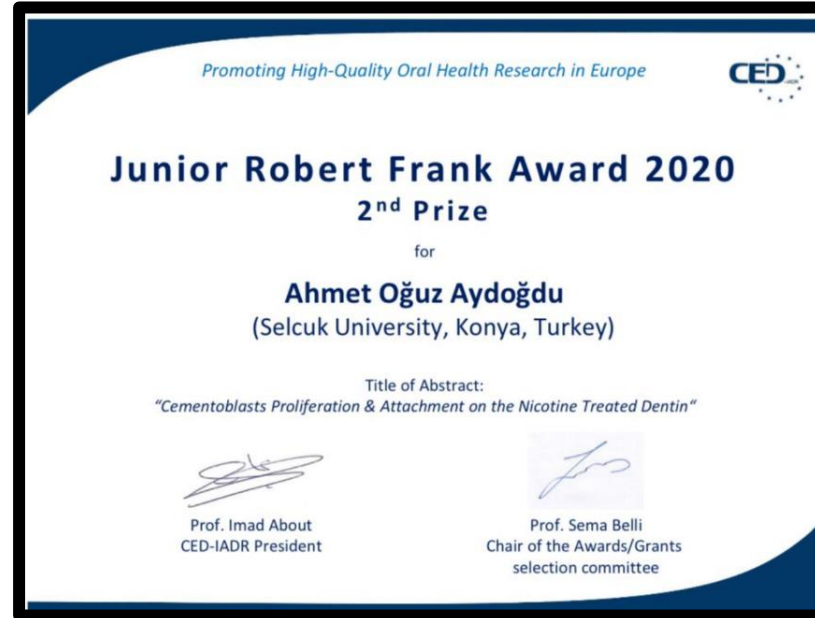 Promoting High-Quality Oral Health Research in Europe
CED
Junior Robert Frank Award 2020
2nd Prize
for
Ahmet Oğuz Aydoğdu
(Selcuk University, Konya, Turkey)
Title of Abstract:
"Cementoblasts Proliferation & Attachment on the Nicotine Treated Dentin“
Prof. Imad About
CED-IADR President
Prof. Sema Belli
Chair of the Awards/Grants
selection committee